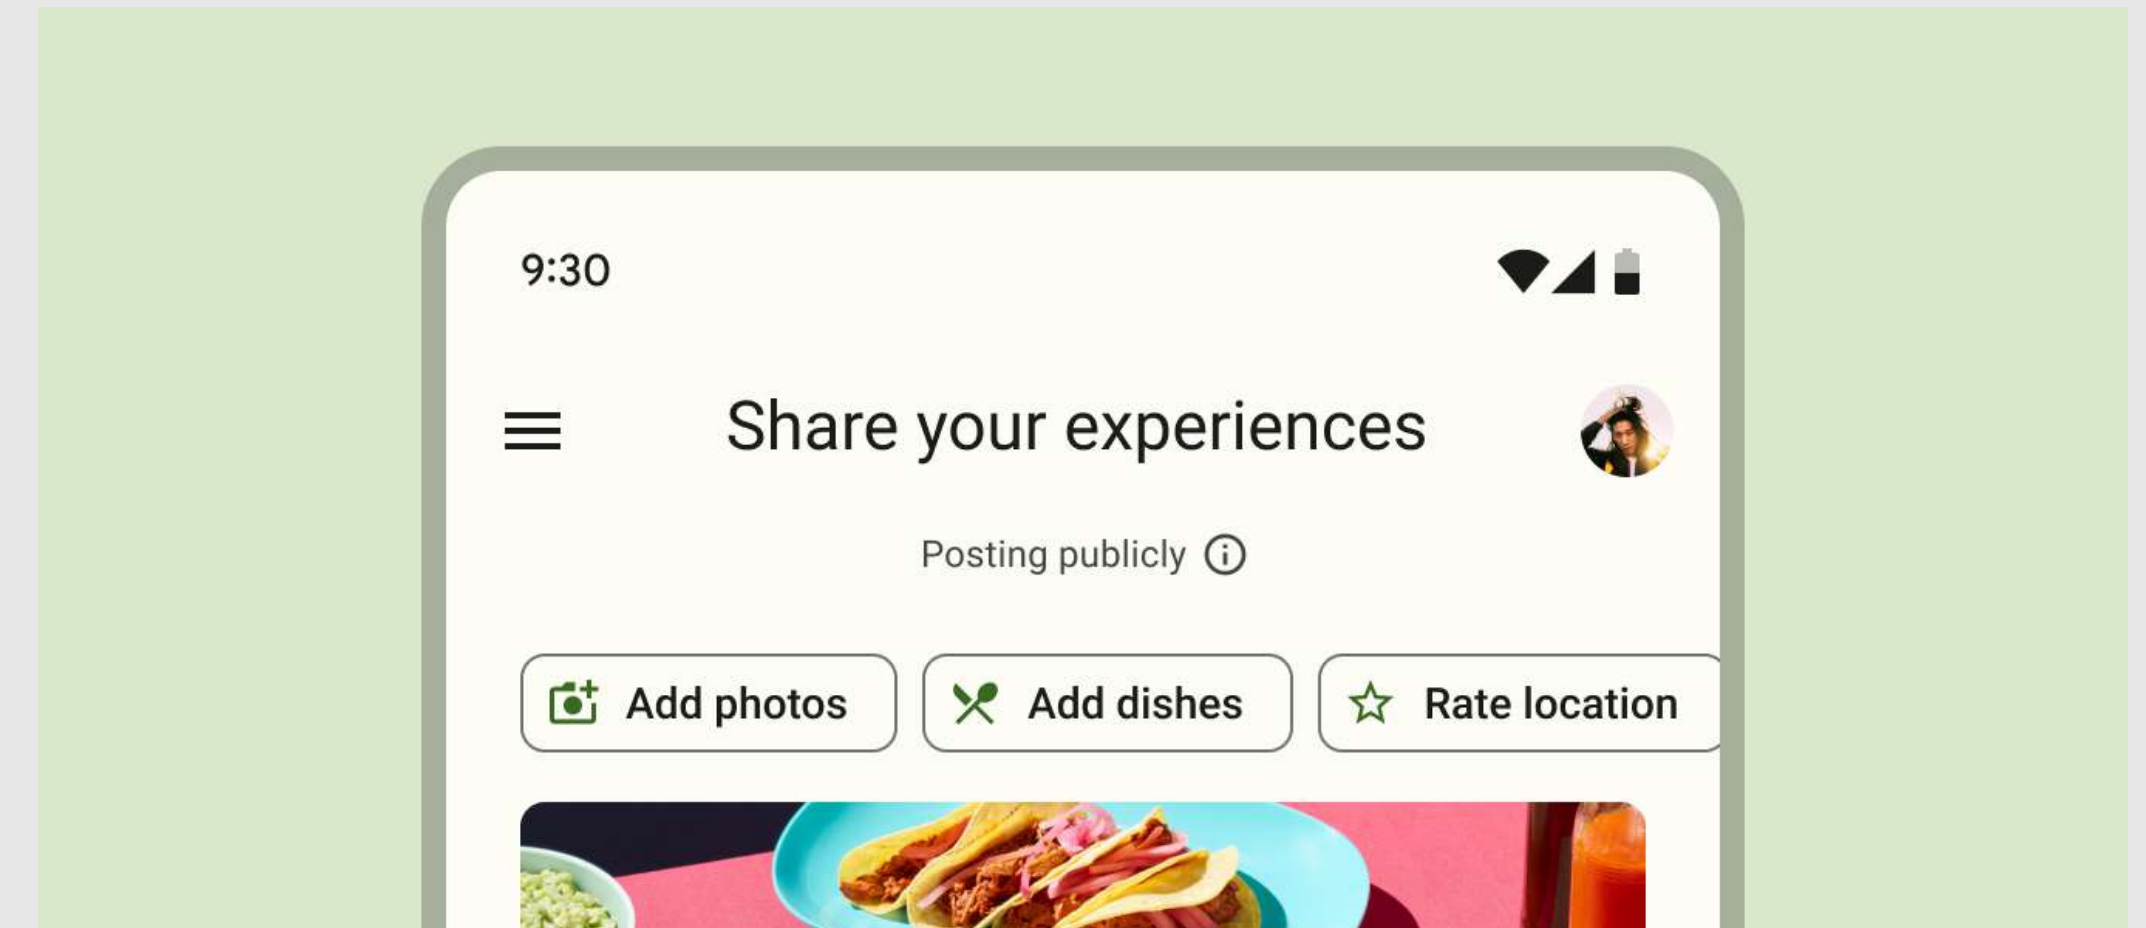 9:30
Share your experiences
Posting publicly
Add photos
Add dishes
Rate location